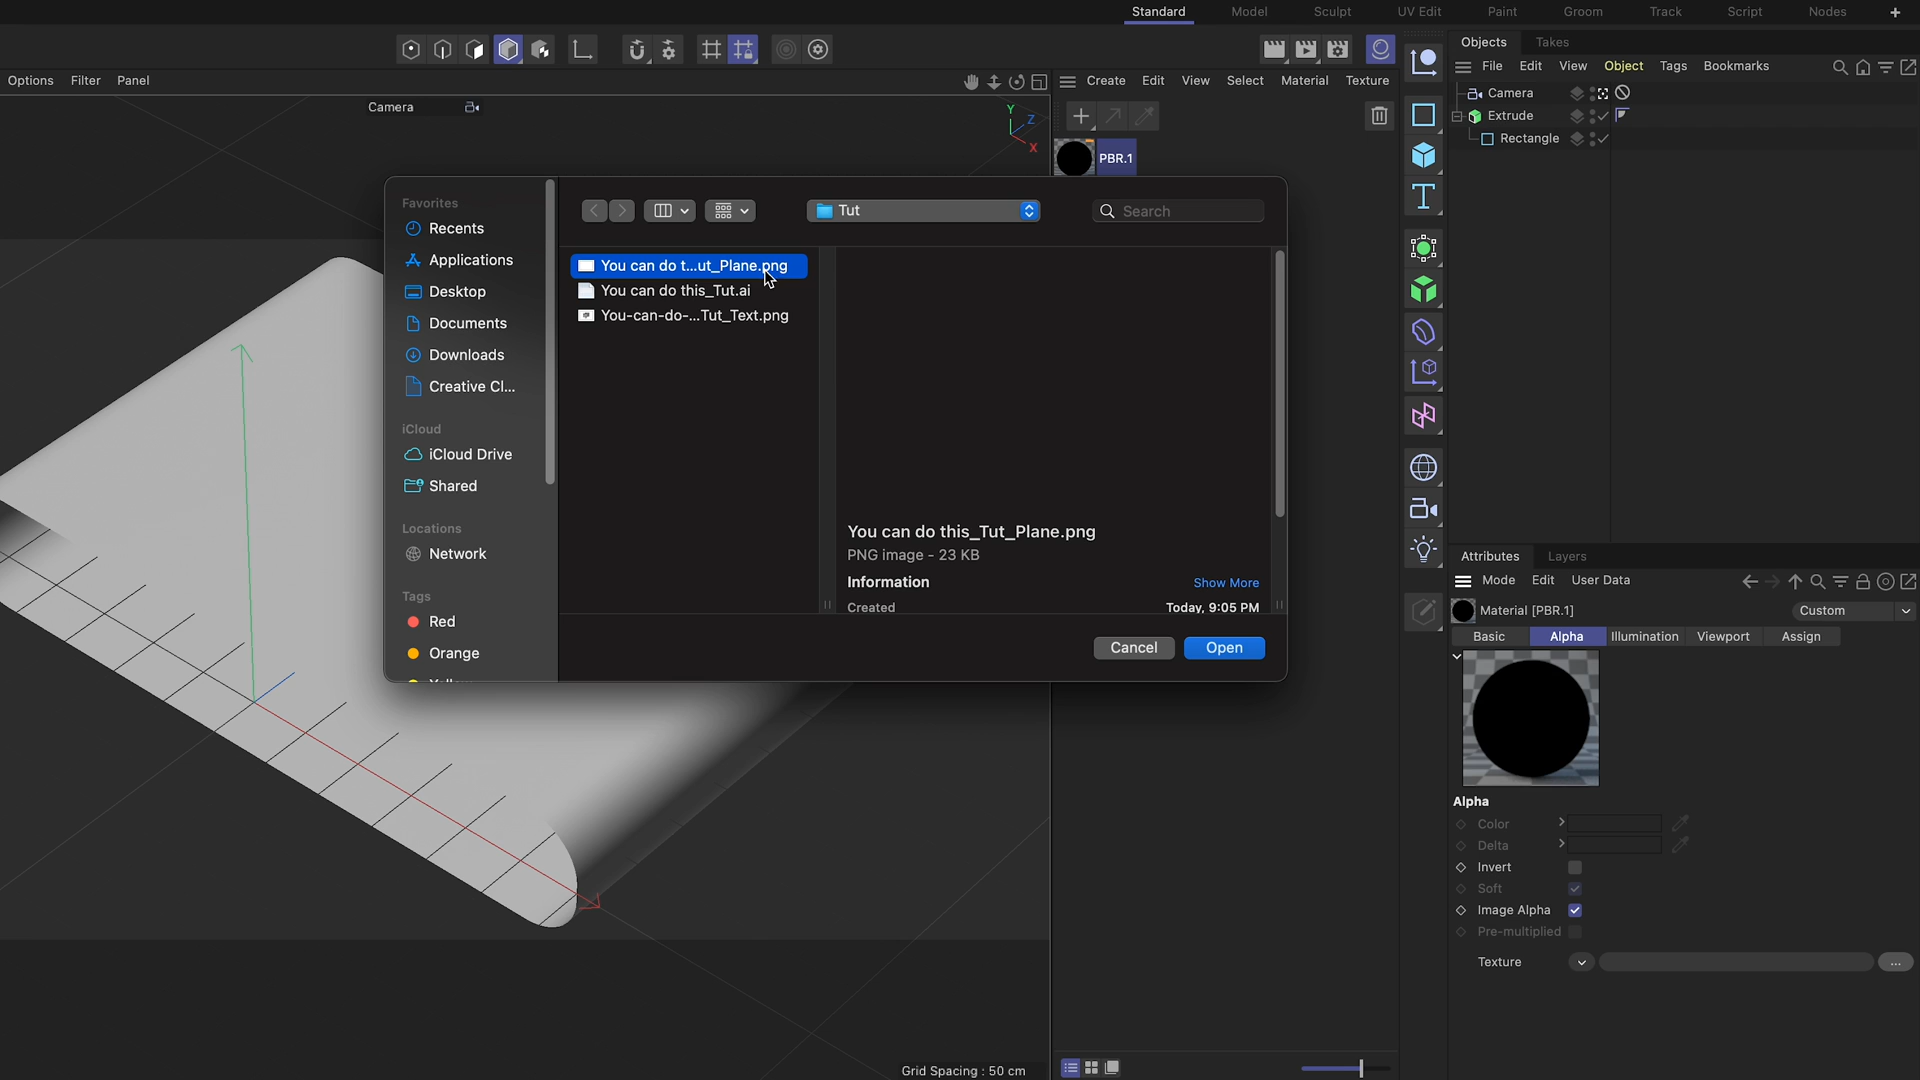 Standard Model Sculpt UV Edit Paint Groom Track Script Nodes
Objects Takes
File Edit View Object Tags Bookmarks
Options Filter Panel
Create Edit View Select Material Texture
Camera
Y
Z
X
PBR.1
Camera
Extrude
Rectangle
Favorites
Recents
Applications
Desktop
Documents
Downloads
Creative Cl...
iCloud
iCloud Drive
Shared
Locations
Network
Tags
Red
Orange
Tut
Search
You can do t...ut_Plane.png
You can do this_Tut.ai
You-can-do-...Tut_Text.png
You can do this_Tut_Plane.png
PNG image - 23 KB
Information Show More
Created Today, 9:05 PM
Cancel Open
Attributes Layers
Mode Edit User Data
Material [PBR.1] Custom
Basic Alpha Illumination Viewport Assign
Alpha
Color
Delta
Invert
Soft
Image Alpha
Pre-multiplied
Texture ...
Grid Spacing : 50 cm